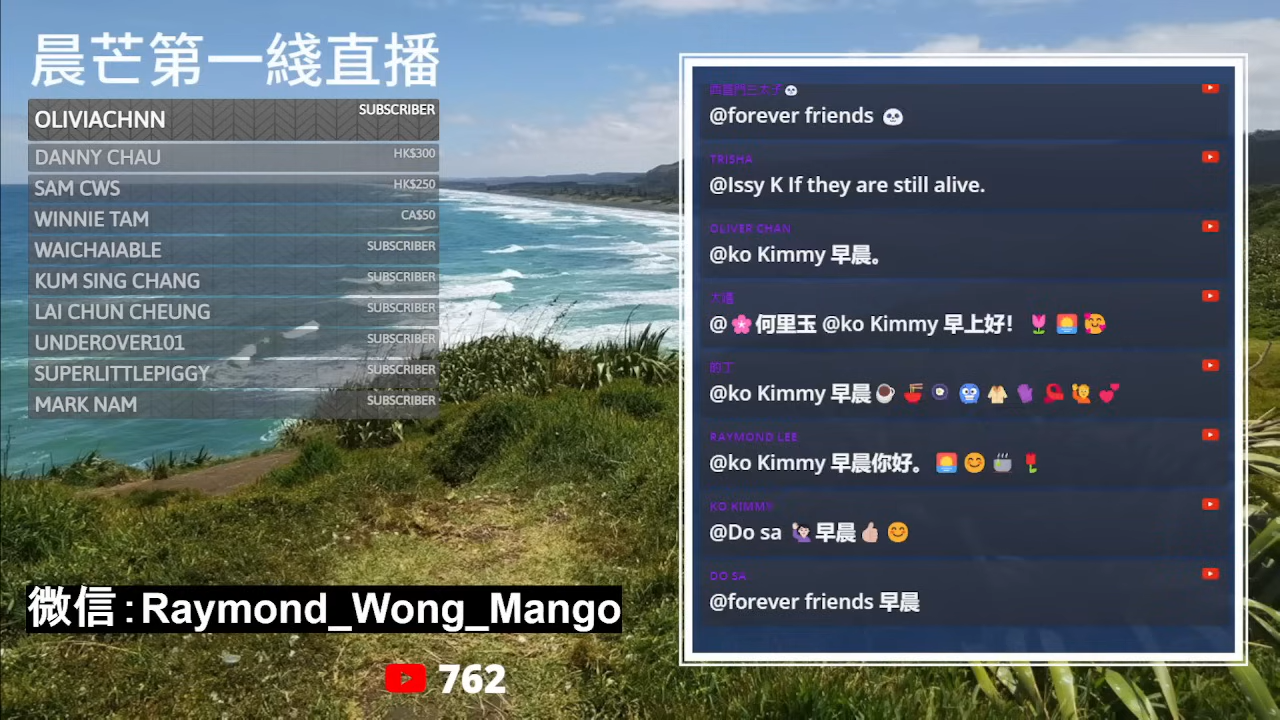 晨芒第一綫直播
OLIVIACHNN SUBSCRIBER
DANNY CHAU HK$300
SAM CWS HK$250
WINNIE TAM CA$50
WAICHAIABLE SUBSCRIBER
KUM SING CHANG SUBSCRIBER
LAI CHUN CHEUNG SUBSCRIBER
UNDEROVER101 SUBSCRIBER
SUPERLITTLEPIGGY SUBSCRIBER
MARK NAM SUBSCRIBER
微信:Raymond_Wong_Mango
762
@forever friends 🐼
TRISHA
@Issy K If they are still alive.
OLIVER CHAN
@ko Kimmy 早晨。
@🌸何里玉 @ko Kimmy 早上好！🌷🌅🥰
的丁
@ko Kimmy 早晨☕🍜🍳🥶🧥🧤🧢🙋💕
RAYMOND LEE
@ko Kimmy 早晨你好。🌅😊🍲🌹
KO KIMMY
@Do sa 🙋🏻‍♀️早晨👍🏻😊
DO SA
@forever friends 早晨